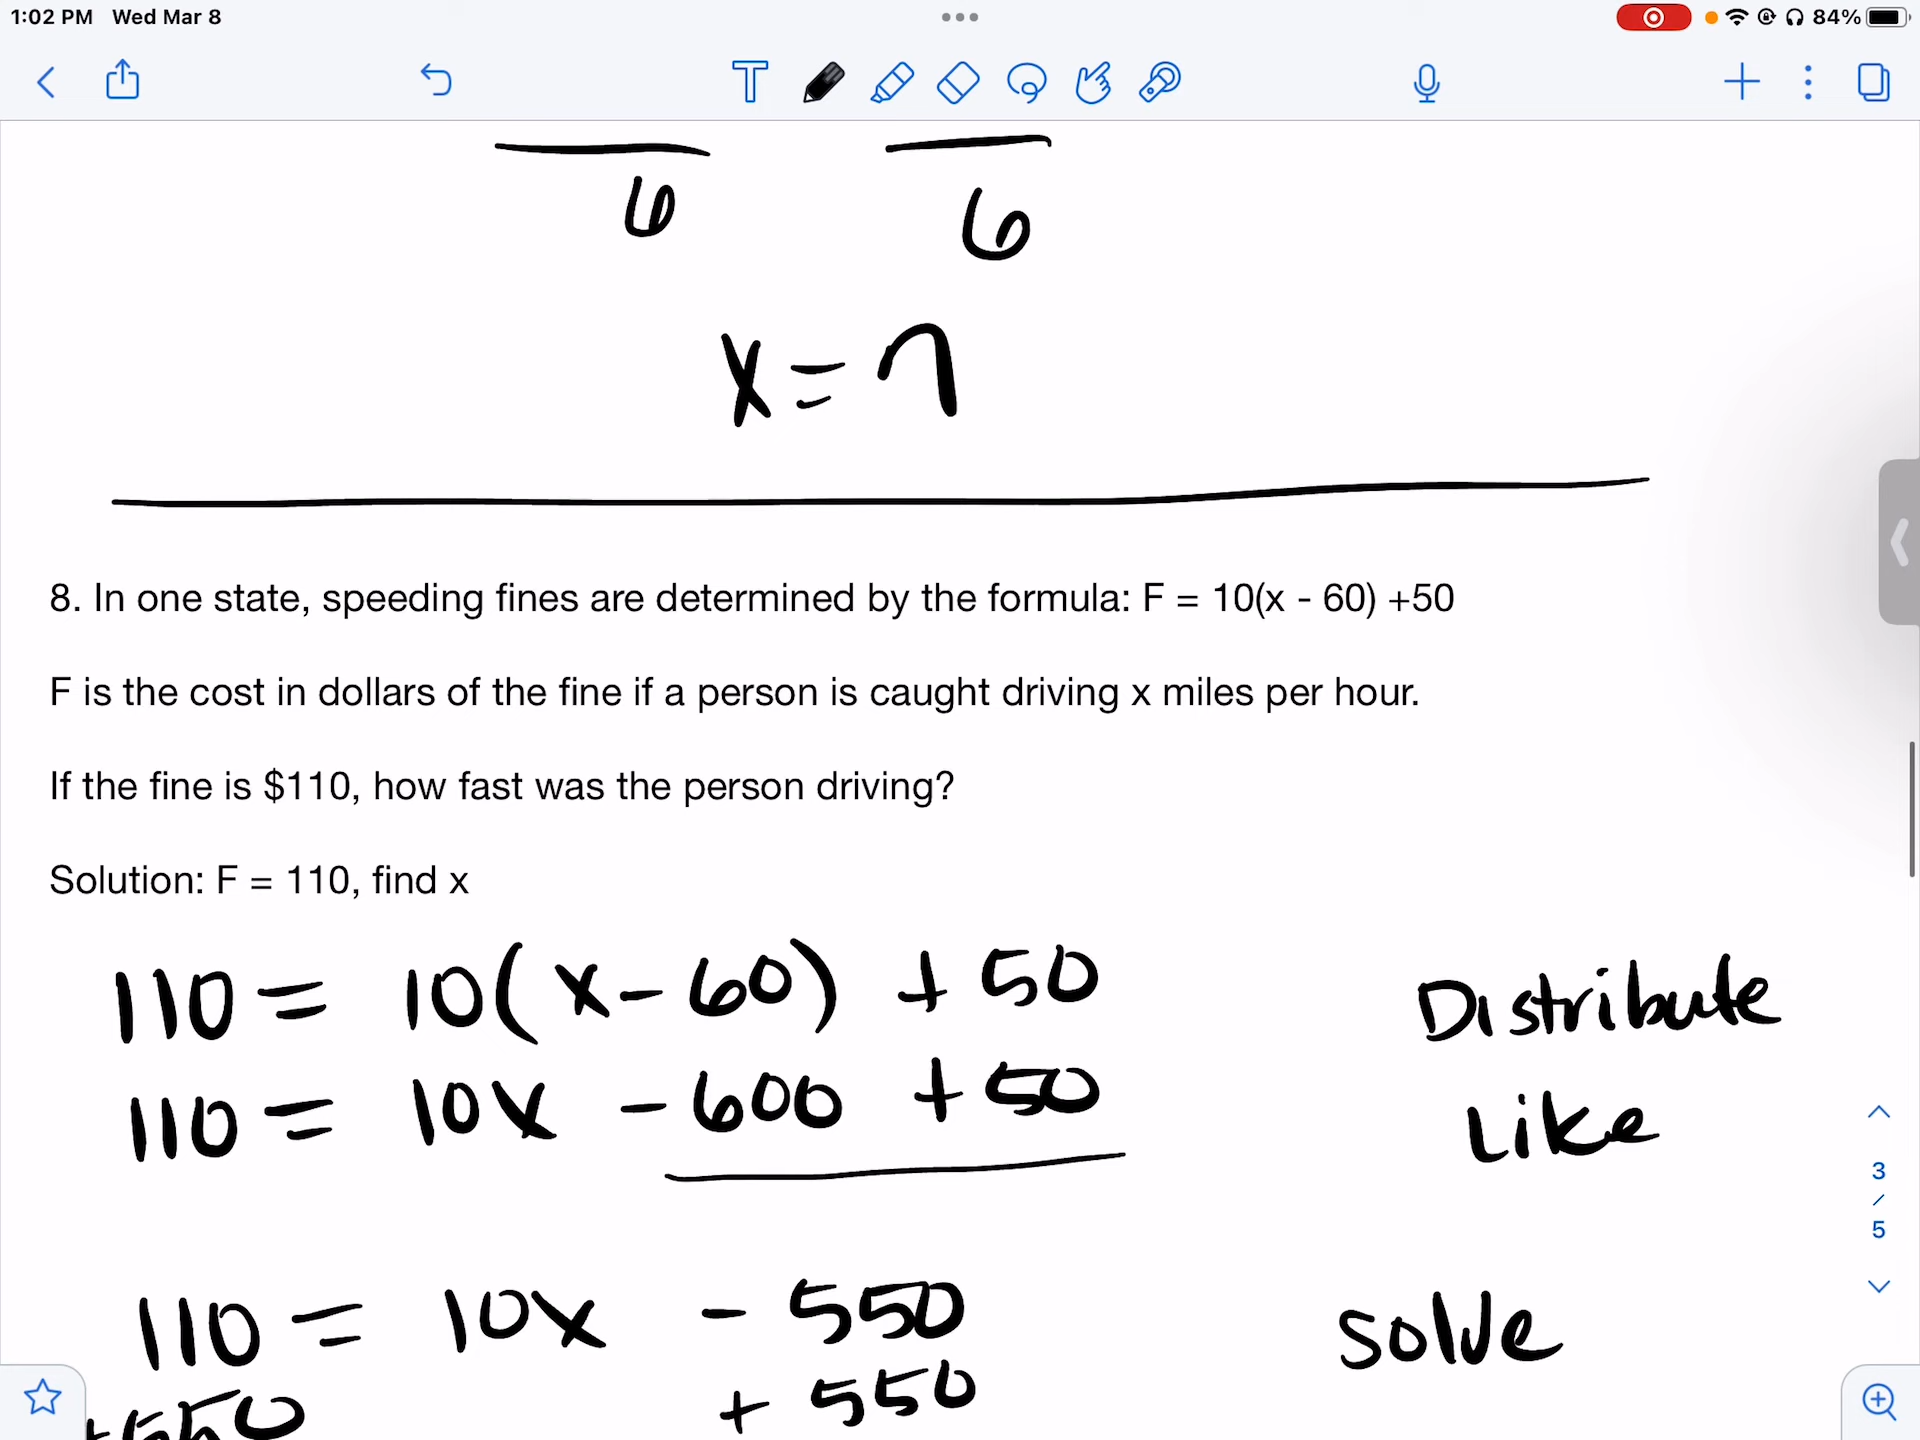 1:02 PM Wed Mar 8 84%
T
6 6
x = 7
8. In one state, speeding fines are determined by the formula: F = 10(x - 60) +50
F is the cost in dollars of the fine if a person is caught driving x miles per hour.
If the fine is $110, how fast was the person driving?
Solution: F = 110, find x
110 = 10(x - 60) + 50 Distribute
110 = 10x - 600 + 50 Like
3
/
5
110 = 10x - 550 Solve
+550 + 550